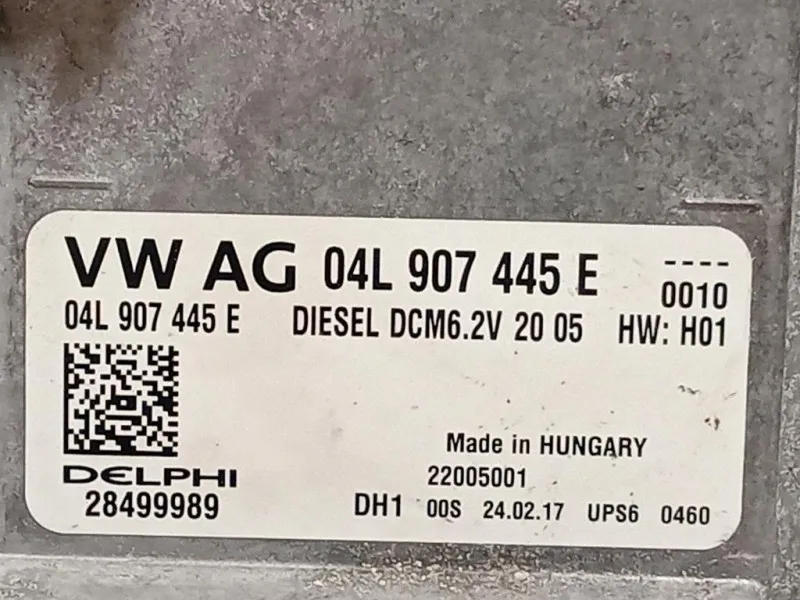 VW AG 04L 907 445 E ----
0010
04L 907 445 E DIESEL DCM6.2V 20 05 HW: H01
Made in HUNGARY
DELPHI 22005001
28499989 DH1 00S 24.02.17 UPS6 0460